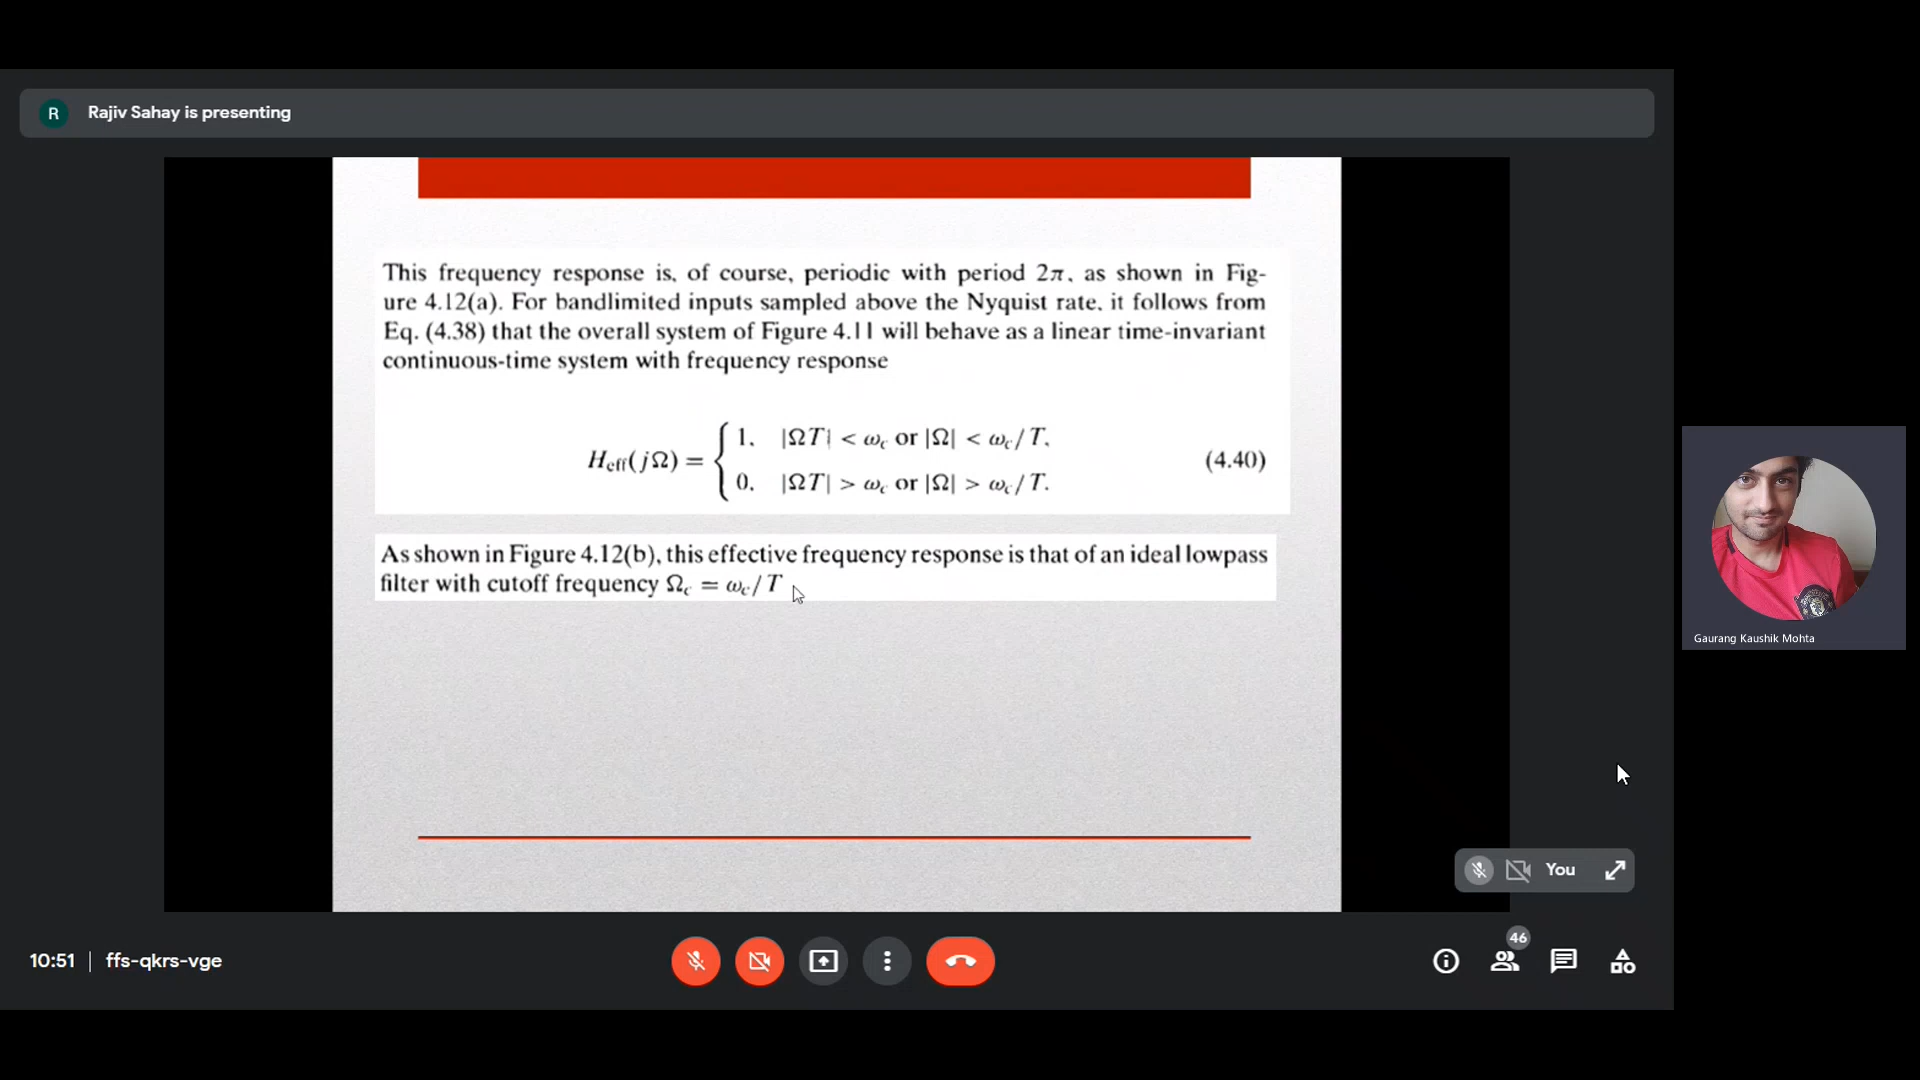 R Rajiv Sahay is presenting
This frequency response is, of course, periodic with period 2π, as shown in Fig-
ure 4.12(a). For bandlimited inputs sampled above the Nyquist rate, it follows from
Eq. (4.38) that the overall system of Figure 4.11 will behave as a linear time-invariant
continuous-time system with frequency response
H_eff(jΩ) = { 1, |ΩT| < ω_c or |Ω| < ω_c/T,
0, |ΩT| > ω_c or |Ω| > ω_c/T.
(4.40)
As shown in Figure 4.12(b), this effective frequency response is that of an ideal lowpass
filter with cutoff frequency Ω_c = ω_c/T
Gaurang Kaushik Mohta
You
10:51 | ffs-qkrs-vge
46